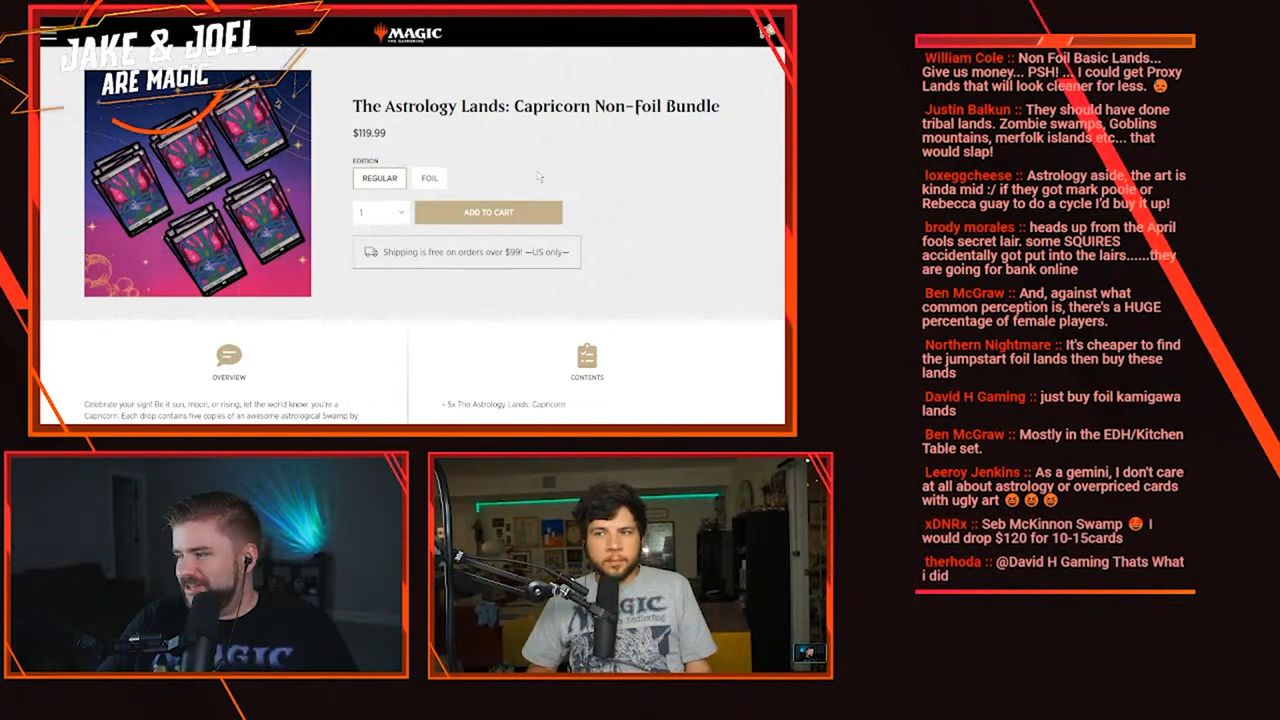 JAKE & JOEL
ARE MAGIC
MAGIC
THE GATHERING
The Astrology Lands: Capricorn Non-Foil Bundle
$119.99
EDITION
REGULAR
FOIL
1
ADD TO CART
Shipping is free on orders over $99! —US only—
OVERVIEW
CONTENTS
Celebrate your sign! Be it sun, moon, or rising, let the world know: you're a
Capricorn. Each drop contains five copies of an awesome astrological Swamp by
- 5x The Astrology Lands: Capricorn
MAGIC
MAGIC
The Gathering
William Cole :: Non Foil Basic Lands...
Give us money... PSH! ... I could get Proxy
Lands that will look cleaner for less. 😡
Justin Balkun :: They should have done
tribal lands. Zombie swamps, Goblins
mountains, merfolk islands etc... that
would slap!
loxeggcheese :: Astrology aside, the art is
kinda mid :/ if they got mark poole or
Rebecca guay to do a cycle I'd buy it up!
brody morales :: heads up from the April
fools secret lair. some SQUIRES
accidentally got put into the lairs......they
are going for bank online
Ben McGraw :: And, against what
common perception is, there's a HUGE
percentage of female players.
Northern Nightmare :: It's cheaper to find
the jumpstart foil lands then buy these
lands
David H Gaming :: just buy foil kamigawa
lands
Ben McGraw :: Mostly in the EDH/Kitchen
Table set.
Leeroy Jenkins :: As a gemini, I don't care
at all about astrology or overpriced cards
with ugly art
xDNRx :: Seb McKinnon Swamp I
would drop $120 for 10-15cards
therhoda :: @David H Gaming Thats What
i did